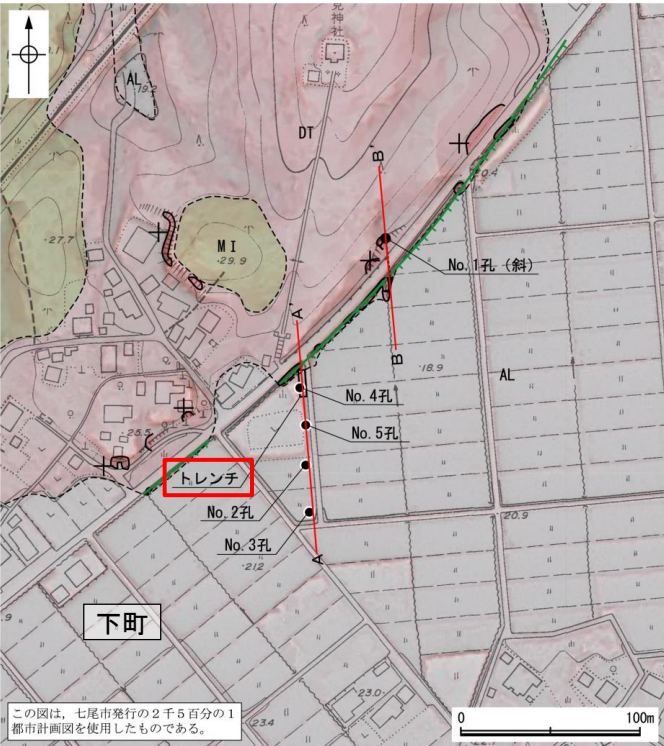 見神社
AL
19.2
DT
B'
20.4
27.7
MI
29.9
No.1孔 (斜)
A'
B
18.9
AL
No.4孔
No.5孔
25.5
トレンチ
No.2孔
20.9
No.3孔
A
21.2
下町
23.0
23.4
この図は，七尾市発行の２千５百分の１
都市計画図を使用したものである。
0 100m